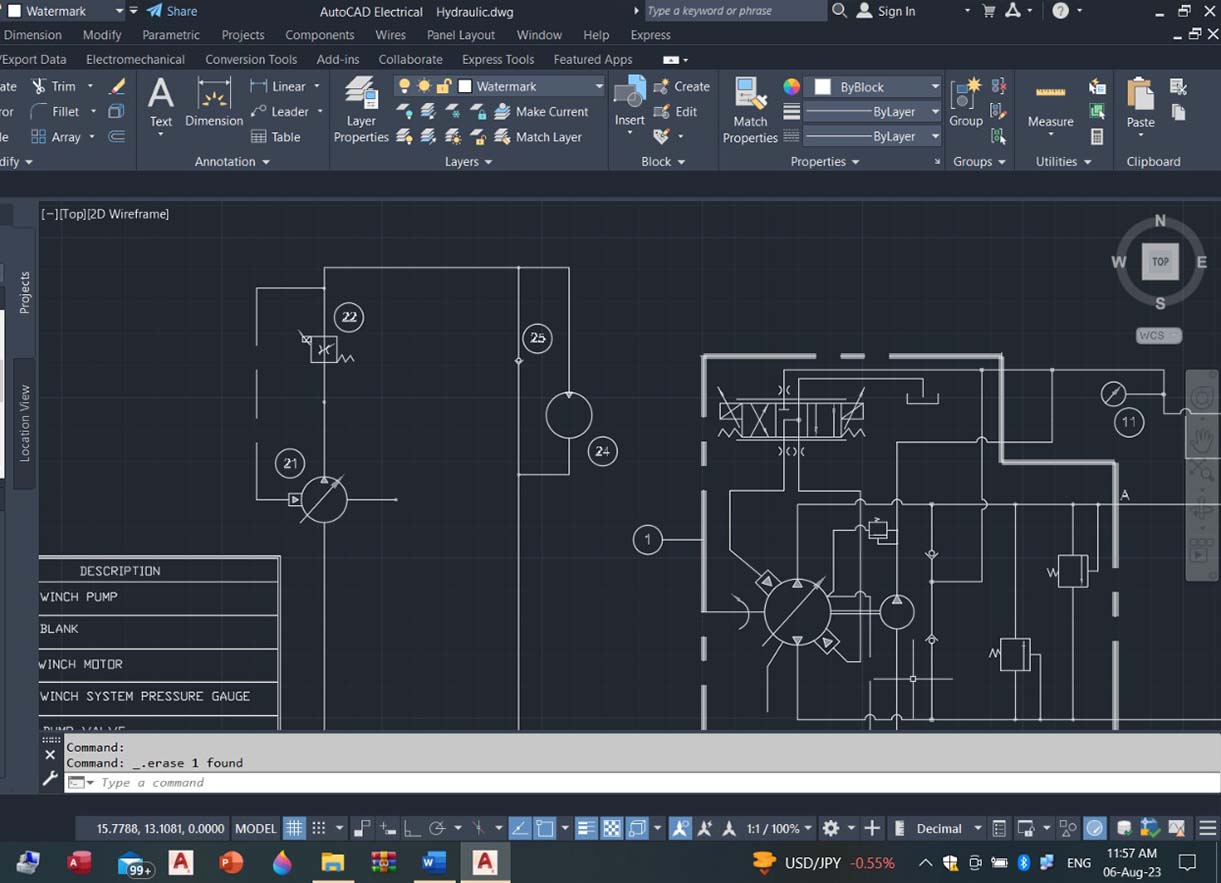 Watermark
Share
AutoCAD Electrical Hydraulic.dwg
Type a keyword or phrase
Sign In
Dimension Modify Parametric Projects Components Wires Panel Layout Window Help Express
/Export Data Electromechanical Conversion Tools Add-ins Collaborate Express Tools Featured Apps
Trim
Fillet
Array
Text
Dimension
Linear
Leader
Table
Annotation
Layer Properties
Watermark
Make Current
Match Layer
Layers
Insert
Create
Edit
Block
Match Properties
ByBlock
ByLayer
ByLayer
Properties
Group
Groups
Measure
Utilities
Paste
Clipboard
[−][Top][2D Wireframe]
Projects
Location View
N
W TOP E
S
WCS
22
25
11
24
21
A
1
W
DESCRIPTION
WINCH PUMP
BLANK
WINCH MOTOR
WINCH SYSTEM PRESSURE GAUGE
PUMP VALVE
Command:
Command: _.erase 1 found
Type a command
15.7788, 13.1081, 0.0000 MODEL
1:1 / 100%
Decimal
99+
USD/JPY -0.55%
ENG
11:57 AM
06-Aug-23